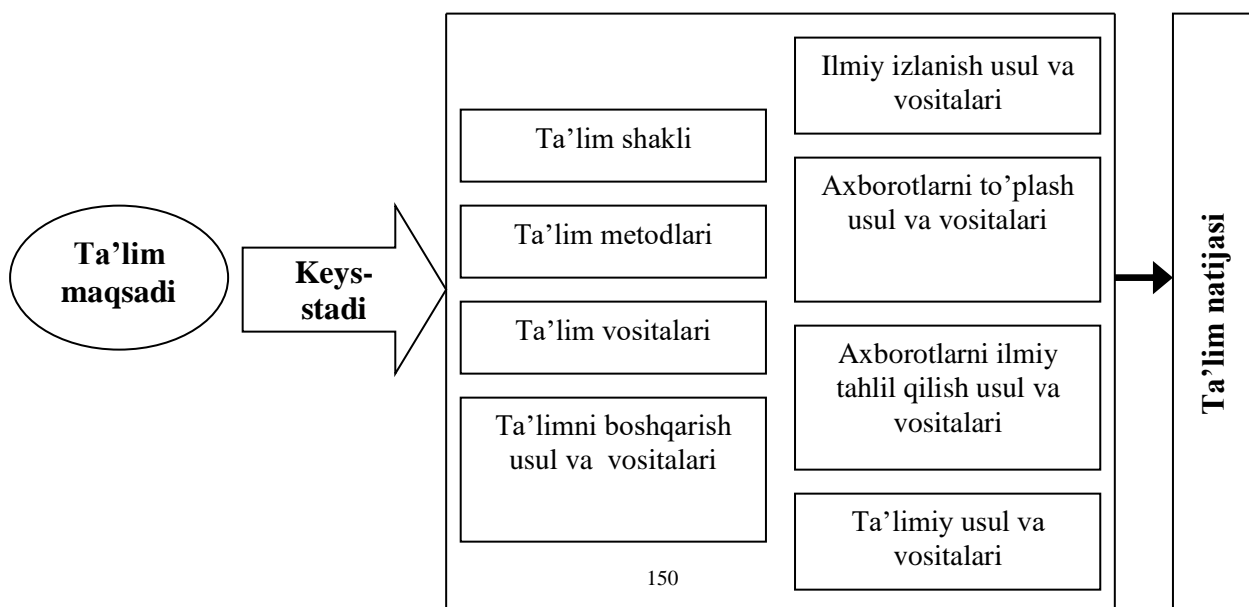 Ta’lim
maqsadi
Keys-
stadi
Ta’lim shakli
Ta’lim metodlari
Ta’lim vositalari
Ta’limni boshqarish
usul va vositalari
Ilmiy izlanish usul va
vositalari
Axborotlarni to’plash
usul va vositalari
Axborotlarni ilmiy
tahlil qilish usul va
vositalari
Ta’limiy usul va
vositalari
Ta’lim natijasi
150